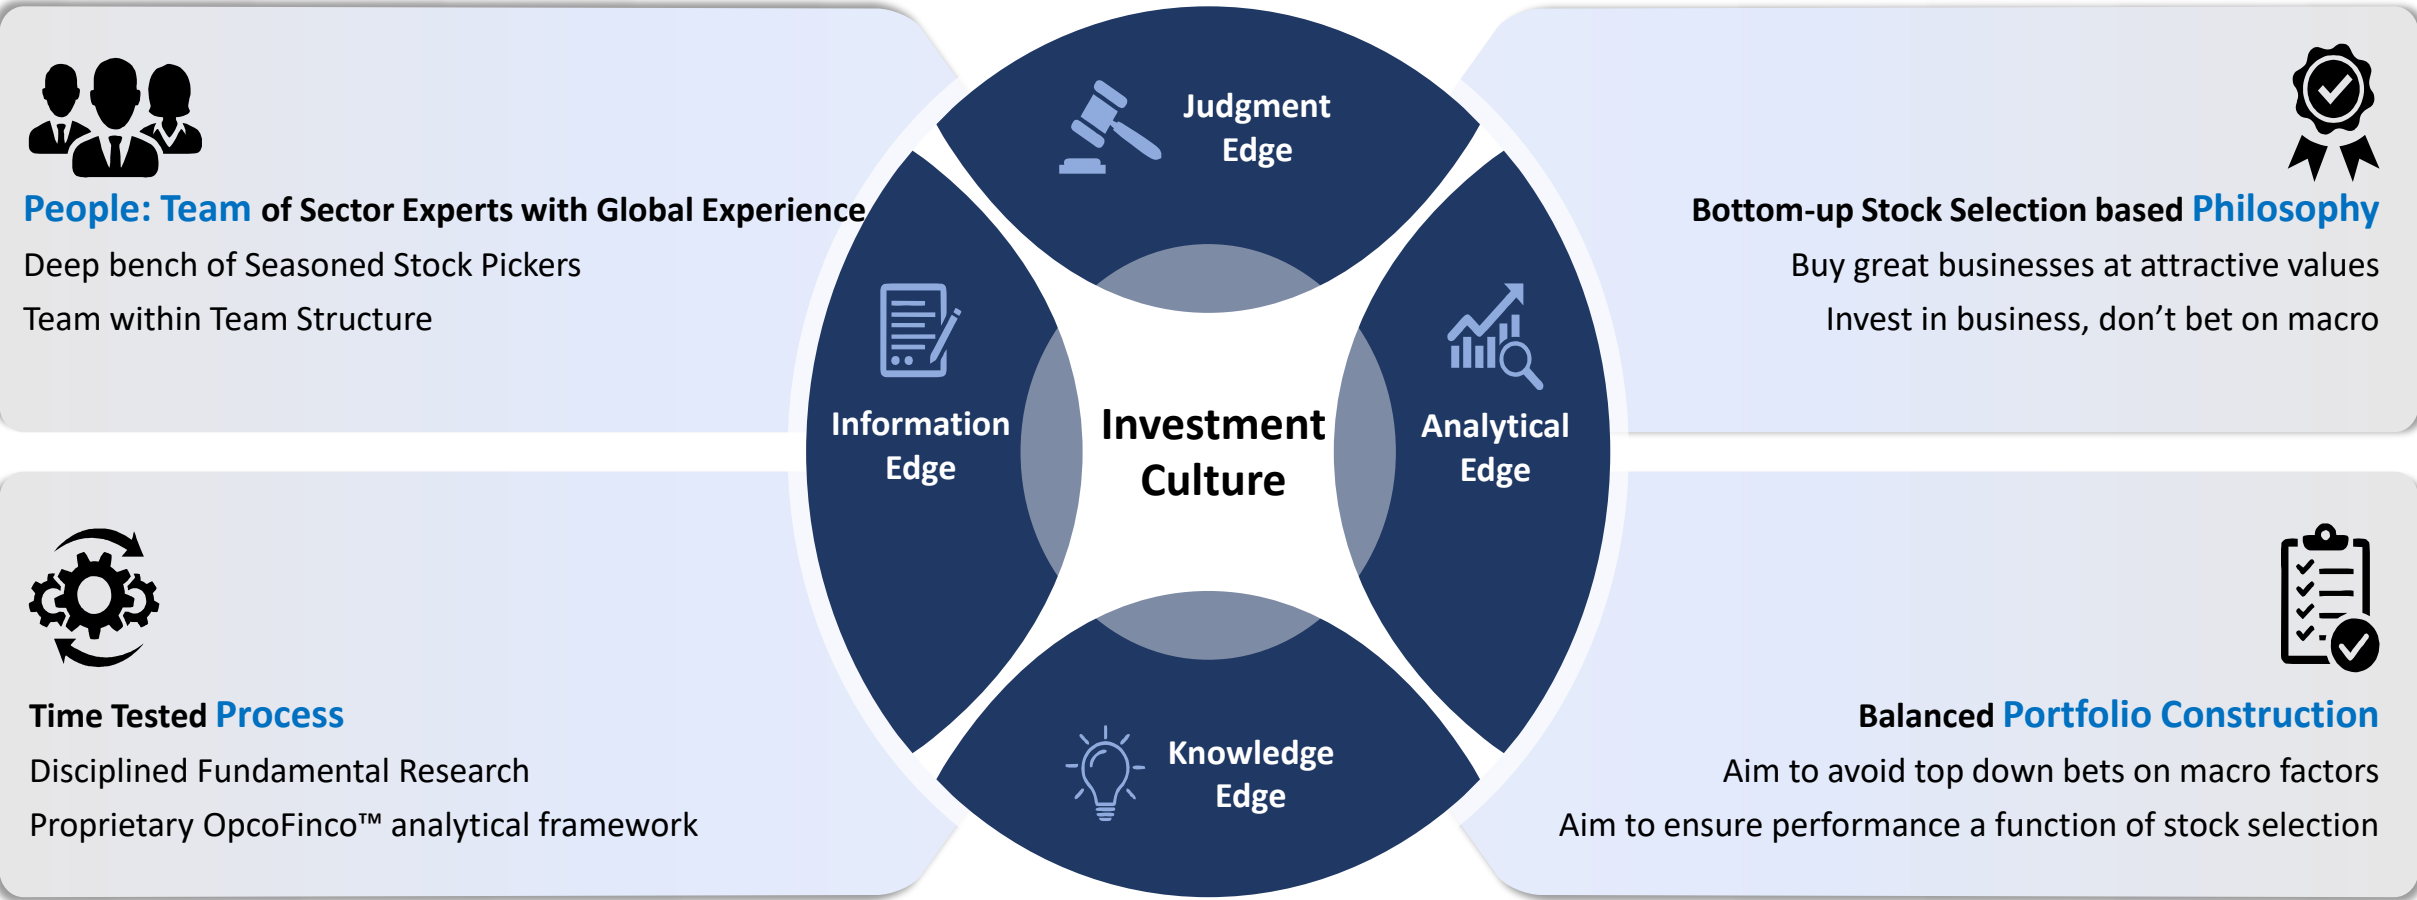 People: Team of Sector Experts with Global Experience
Deep bench of Seasoned Stock Pickers
Team within Team Structure
Judgment
Edge
Bottom-up Stock Selection based Philosophy
Buy great businesses at attractive values
Invest in business, don’t bet on macro
Information
Edge
Investment
Culture
Analytical
Edge
Time Tested Process
Disciplined Fundamental Research
Proprietary OpcoFinco™ analytical framework
Knowledge
Edge
Balanced Portfolio Construction
Aim to avoid top down bets on macro factors
Aim to ensure performance a function of stock selection